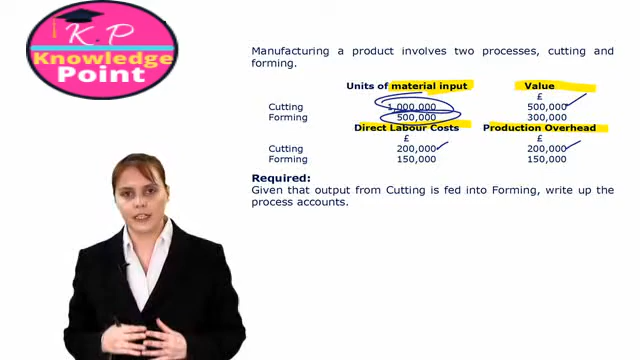 K.P
Knowledge
Point
Manufacturing a product involves two processes, cutting and
forming.
Units of material input Value
£
Cutting 1,000,000 500,000
Forming 500,000 300,000
Direct Labour Costs Production Overhead
£ £
Cutting 200,000 200,000
Forming 150,000 150,000
Required:
Given that output from Cutting is fed into Forming, write up the
process accounts.